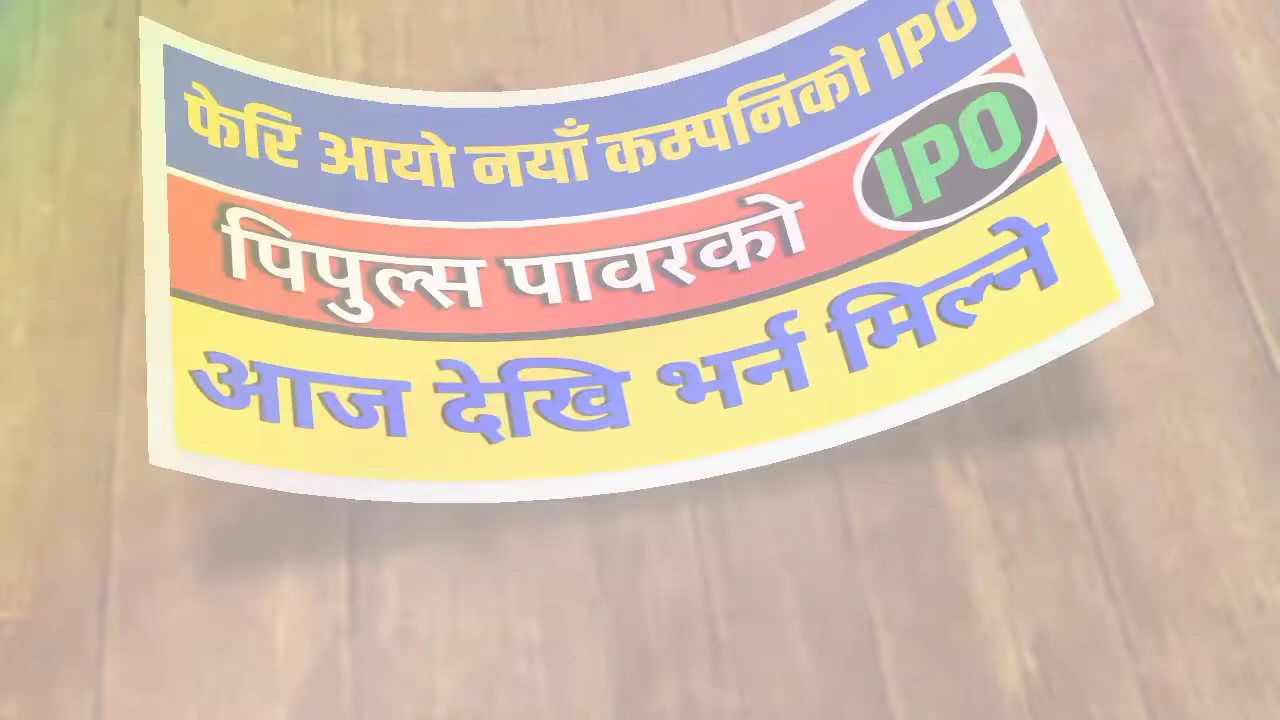 फेरि आयो नयाँ कम्पनिको IPO
पिपुल्स पावरको IPO
आज देखि भर्न मिल्ने